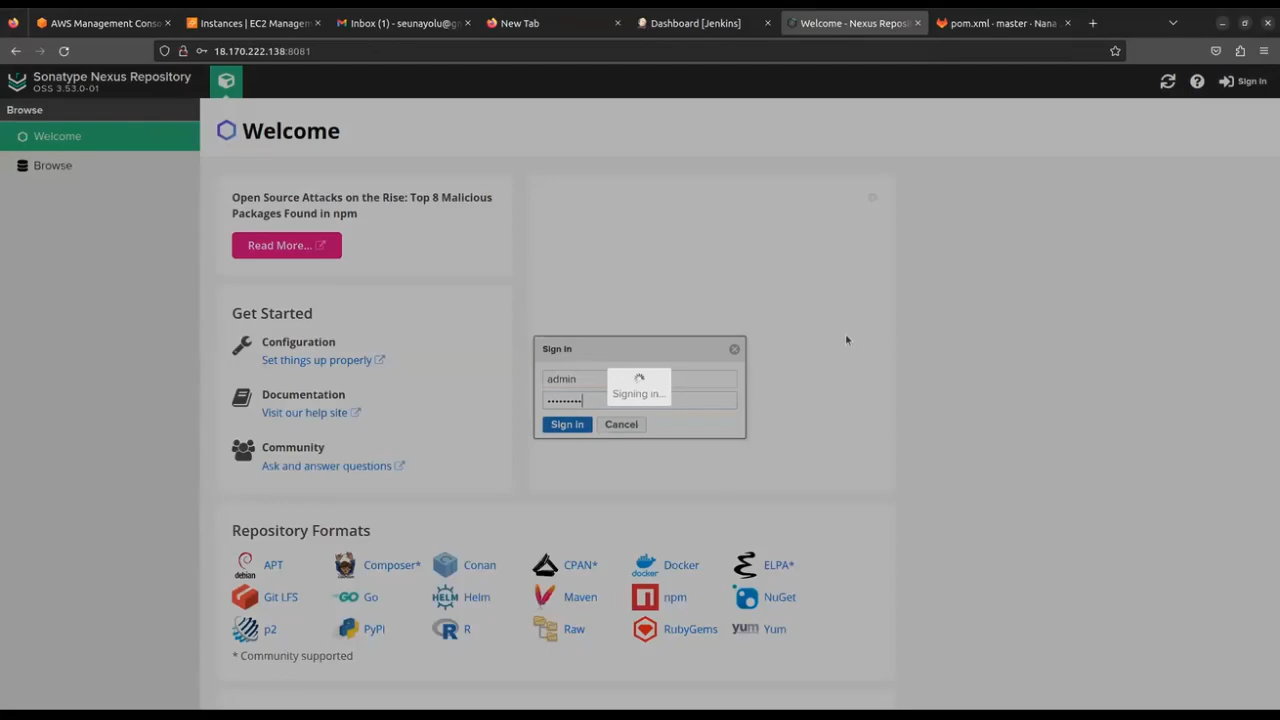 AWS Management Conso
Instances | EC2 Managem
Inbox (1) - seunayolu@gn
New Tab
Dashboard [Jenkins]
Welcome - Nexus Reposi
pom.xml · master · Nana
18.170.222.138:8081
Sonatype Nexus Repository
OSS 3.53.0-01
Sign in
Browse
Welcome
Browse
Welcome
Open Source Attacks on the Rise: Top 8 Malicious
Packages Found in npm
Read More...
Get Started
Configuration
Set things up properly
Documentation
Visit our help site
Community
Ask and answer questions
Sign In
admin
Signing in...
Sign in
Cancel
Repository Formats
debian
APT
Composer*
Conan
CPAN*
docker
Docker
ELPA*
Git LFS
GO
Go
HELM
Helm
Maven
npm
NuGet
p2
PyPI
R
R
Raw
RubyGems
yum
Yum
* Community supported